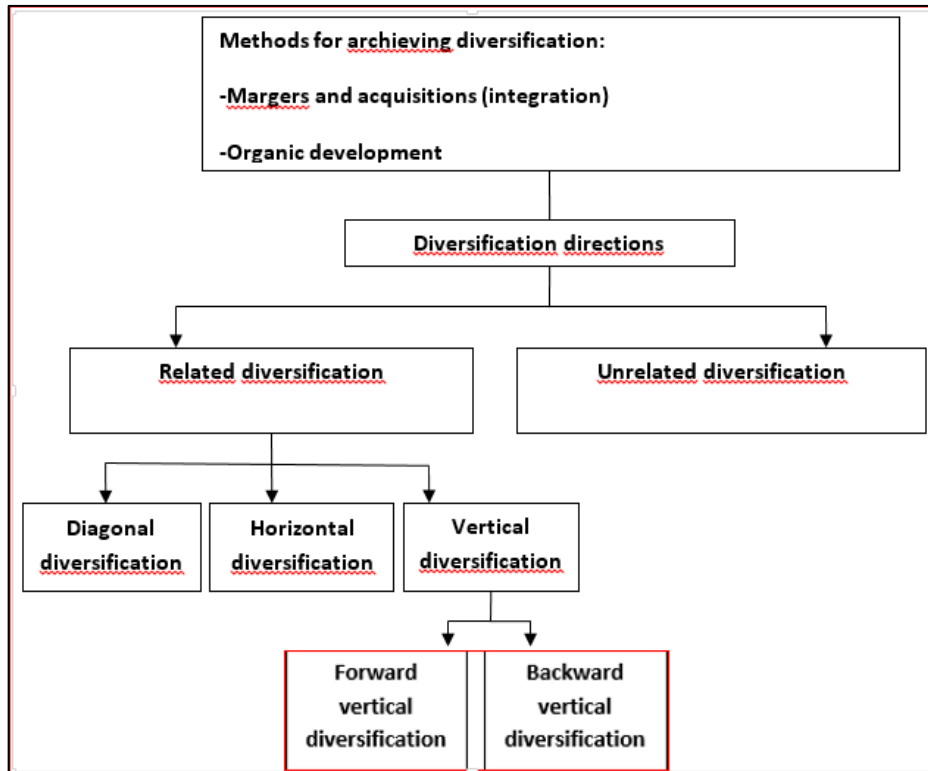 Methods for archieving diversification:
-Margers and acquisitions (integration)
-Organic development
Diversification directions
Related diversification
Unrelated diversification
Diagonal
diversification
Horizontal
diversification
Vertical
diversification
Forward
vertical
diversification
Backward
vertical
diversification